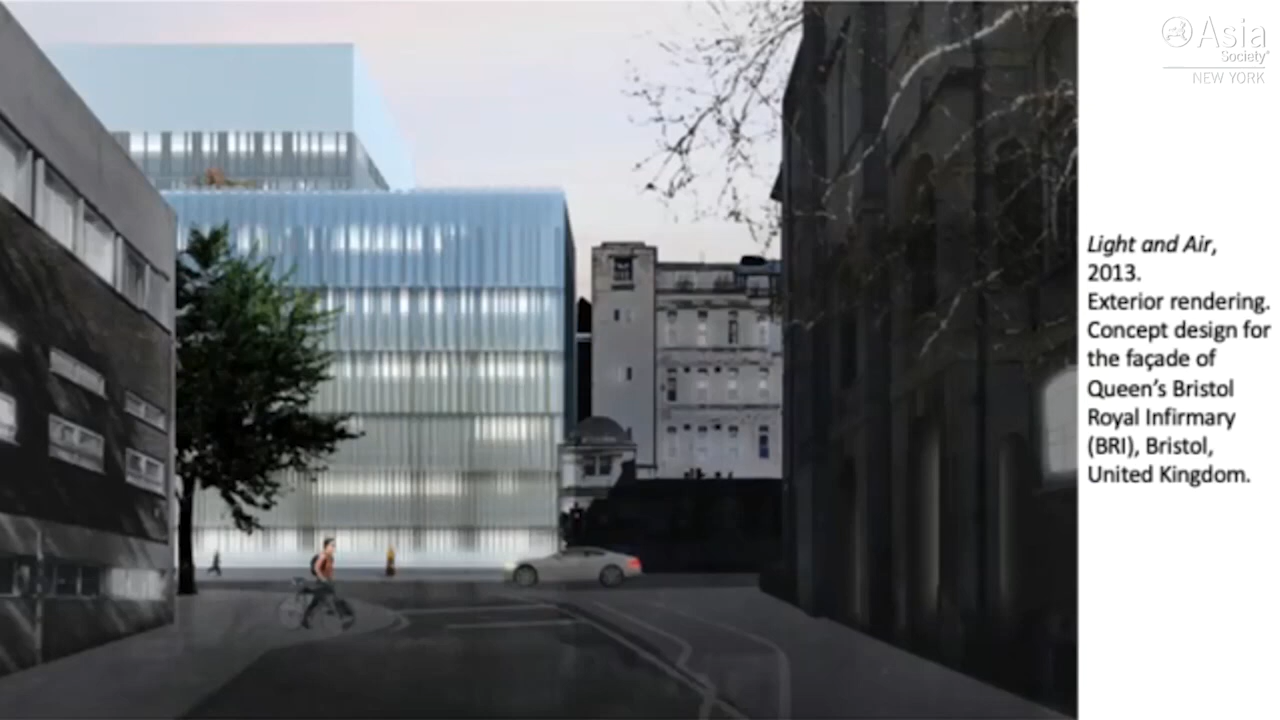 Asia
Society
NEW YORK
Light and Air,
2013.
Exterior rendering.
Concept design for
the façade of
Queen's Bristol
Royal Infirmary
(BRI), Bristol,
United Kingdom.